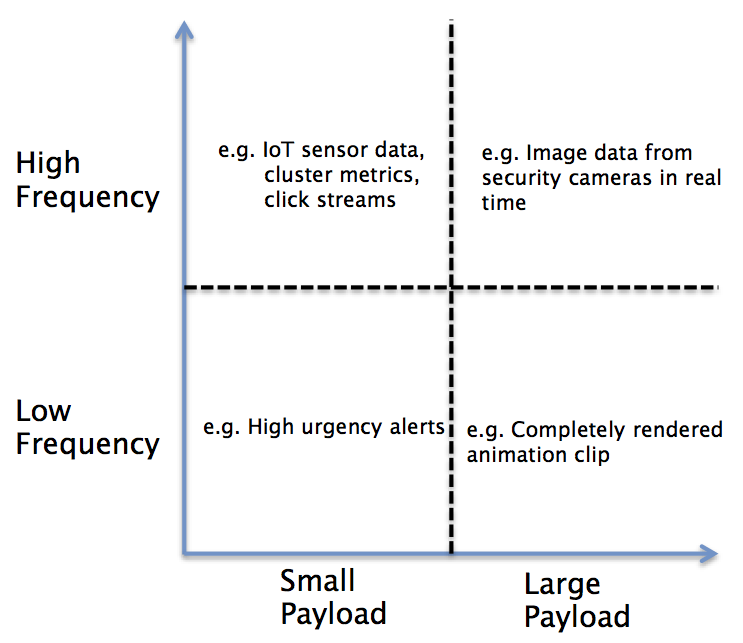 High
Frequency
e.g. IoT sensor data,
cluster metrics,
click streams
e.g. Image data from
security cameras in real
time
Low
Frequency
e.g. High urgency alerts
e.g. Completely rendered
animation clip
Small
Payload
Large
Payload